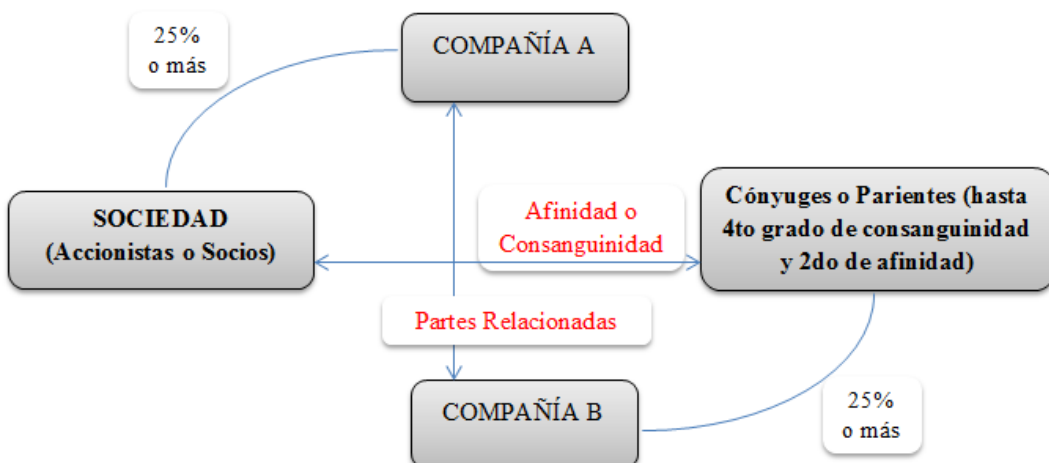 25%
o más
COMPAÑÍA A
SOCIEDAD
(Accionistas o Socios)
Afinidad o
Consanguinidad
Cónyuges o Parientes (hasta
4to grado de consanguinidad
y 2do de afinidad)
Partes Relacionadas
COMPAÑÍA B
25%
o más